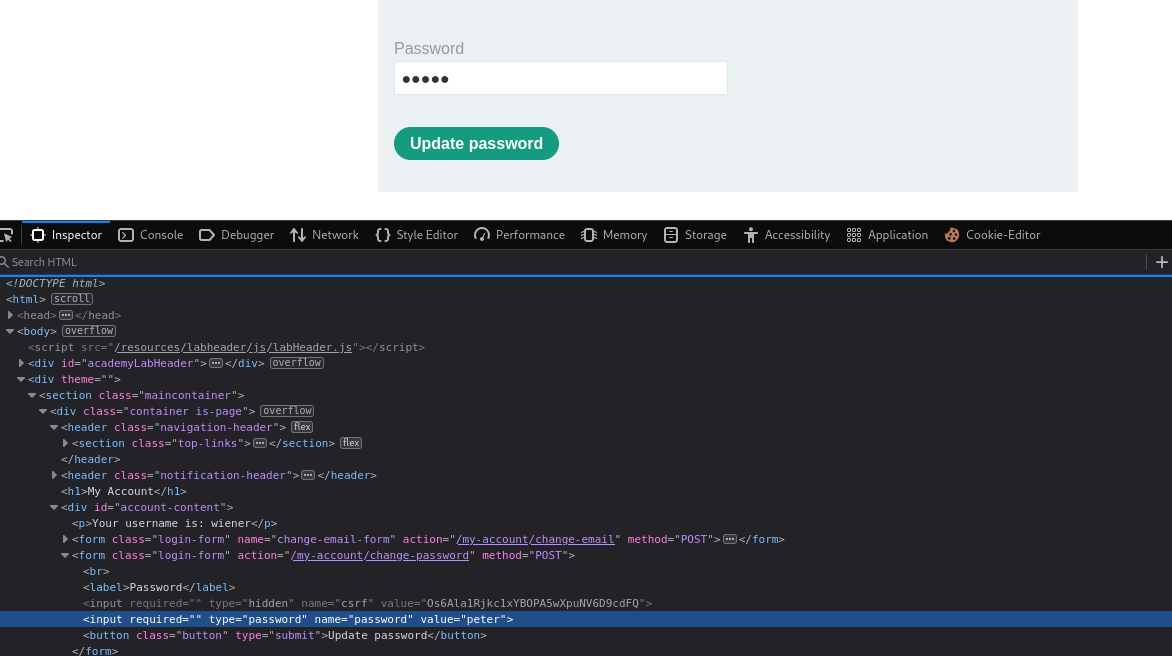 Password
●●●●●
Update password
Inspector Console Debugger Network Style Editor Performance Memory Storage Accessibility Application Cookie-Editor
Search HTML
<!DOCTYPE html>
<html> scroll
<head> ••• </head>
<body> overflow
<script src="/resources/labheader/js/labHeader.js"></script>
<div id="academyLabHeader"> ••• </div> overflow
<div theme="">
<section class="maincontainer">
<div class="container is-page"> overflow
<header class="navigation-header"> flex
<section class="top-links"> ••• </section> flex
</header>
<header class="notification-header"> ••• </header>
<h1>My Account</h1>
<div id="account-content">
<p>Your username is: wiener</p>
<form class="login-form" name="change-email-form" action="/my-account/change-email" method="POST"> ••• </form>
<form class="login-form" action="/my-account/change-password" method="POST">
<br>
<label>Password</label>
<input required="" type="hidden" name="csrf" value="Os6Ala1Rjkc1xYBOPA5wXpuNV6D9cdFQ">
<input required="" type="password" name="password" value="peter">
<button class="button" type="submit">Update password</button>
</form>